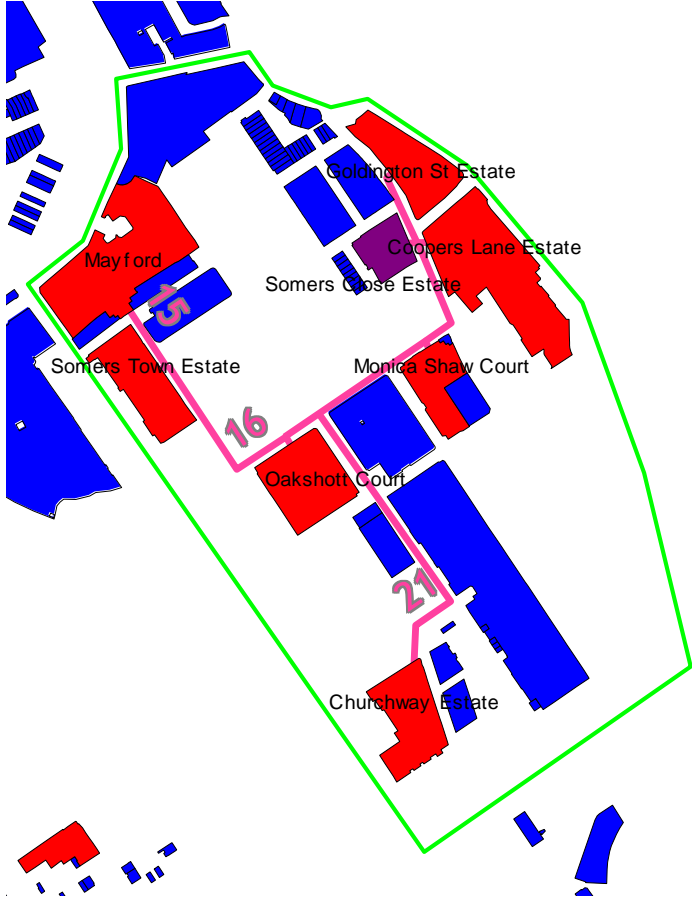 Goldington St Estate
Coopers Lane Estate
Mayford
Somers Close Estate
15
Somers Town Estate
Monica Shaw Court
16
Oakshott Court
21
Churchway Estate